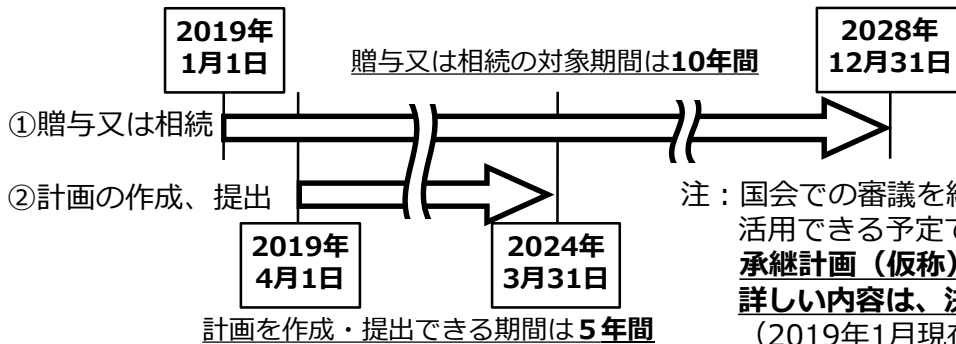 2019年
1月1日
贈与又は相続の対象期間は10年間
2028年
12月31日
①贈与又は相続
②計画の作成、提出
2019年
4月1日
2024年
3月31日
計画を作成・提出できる期間は５年間
注：国会での審議を
活用できる予定
承継計画（仮称）
詳しい内容は、
（2019年1月現